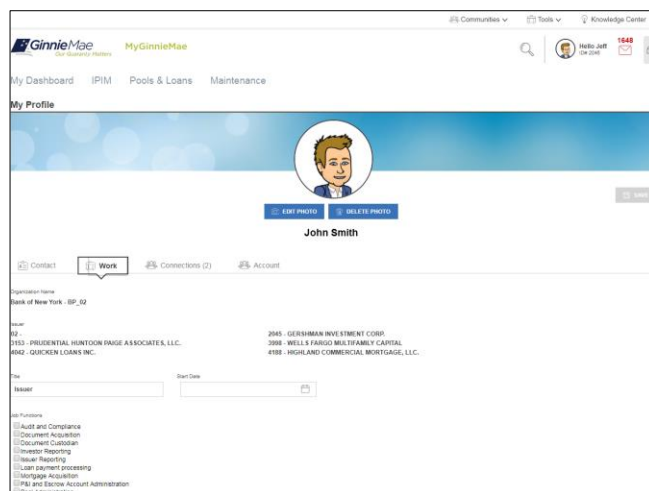 Communities Tools Knowledge Center
GinnieMae MyGinnieMae
Our Guaranty Matters
Hello Jeff 1648
My Dashboard IPIM Pools & Loans Maintenance
My Profile
EDIT PHOTO DELETE PHOTO
John Smith
Contact Work Connections (2) Account
Organization Name
Bank of New York - BP_02
Issuer
02 - 2045 - GERSHMAN INVESTMENT CORP.
3153 - PRUDENTIAL HUNTOON PAIGE ASSOCIATES, LLC. 3998 - WELLS FARGO MULTIFAMILY CAPITAL
4042 - QUICKEN LOANS INC. 4188 - HIGHLAND COMMERCIAL MORTGAGE, LLC.
Title Start Date
Issuer
Job Functions
Audit and Compliance
Document Acquisition
Document Custodian
Investor Reporting
Issuer Reporting
Loan payment processing
Mortgage Acquisition
P&I and Escrow Account Administration